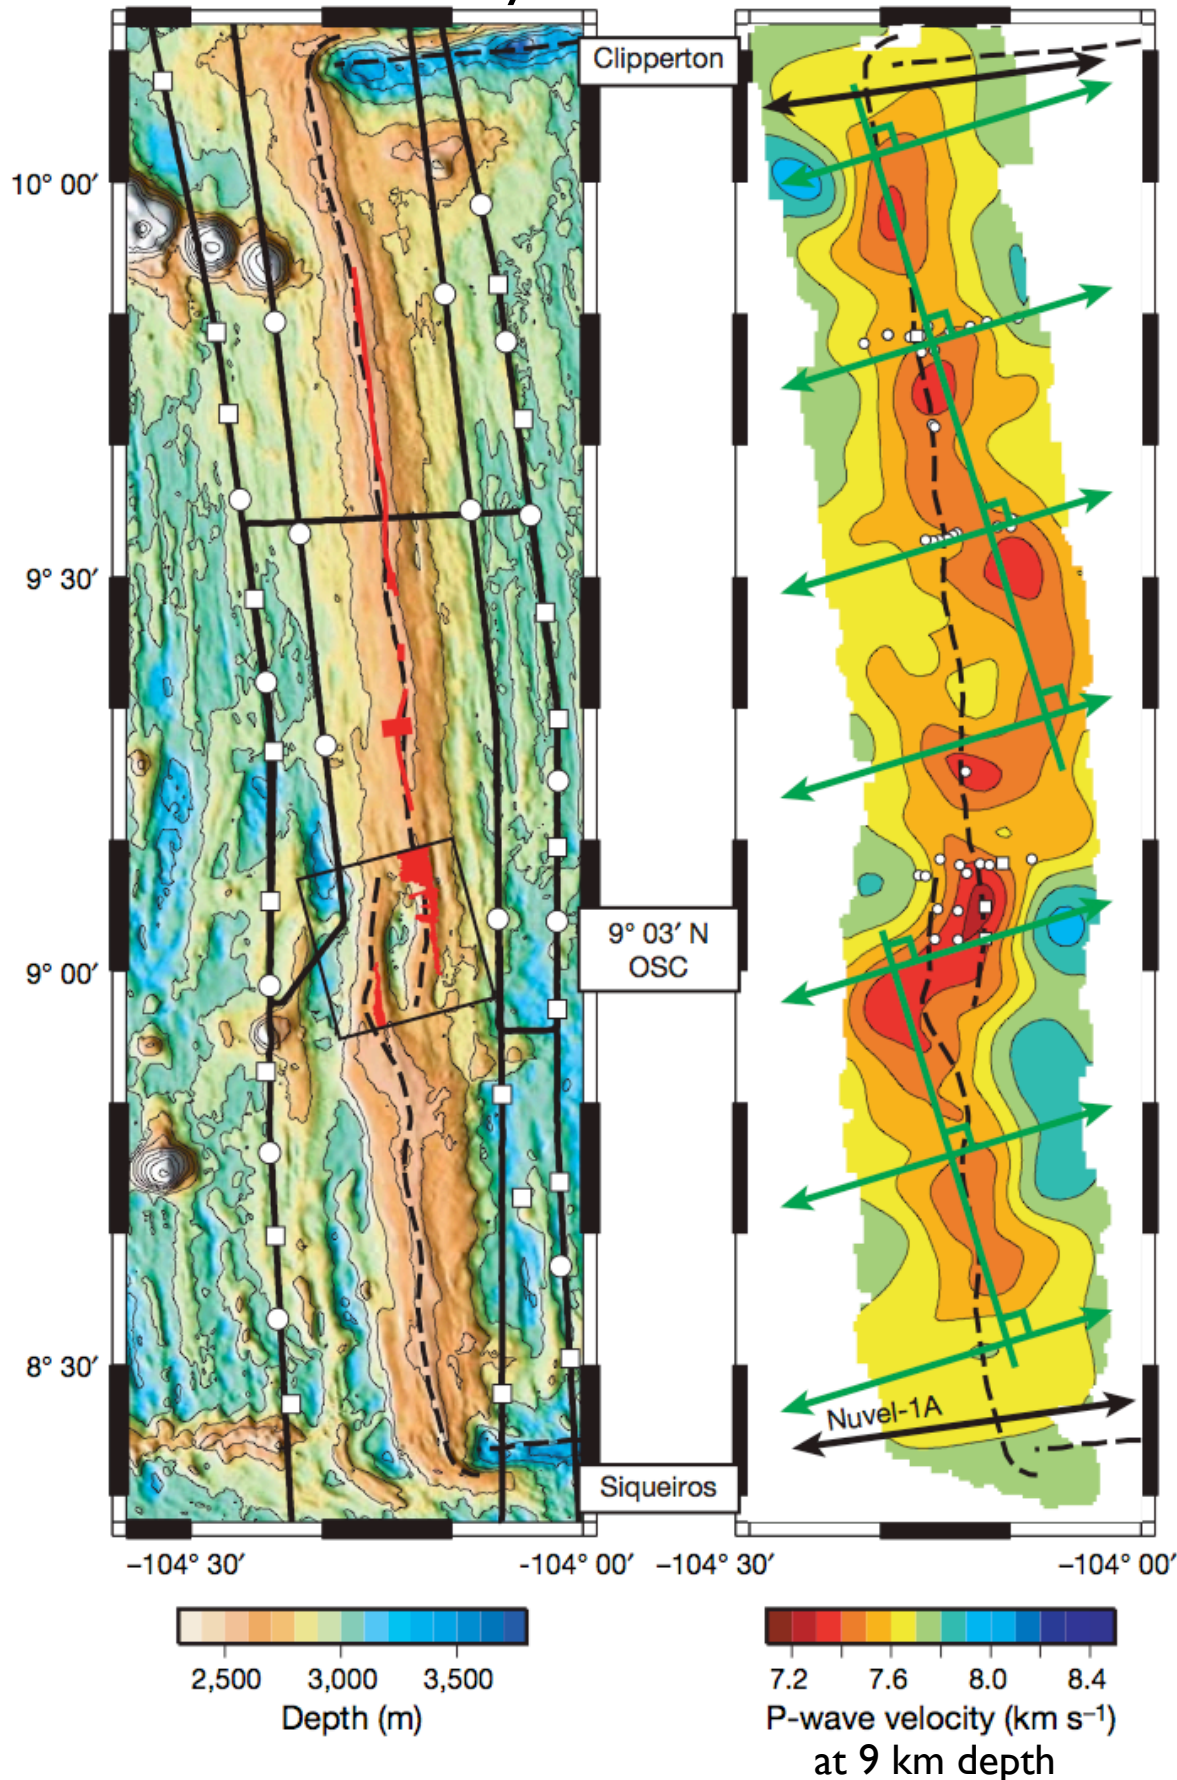 Clipperton
10° 00′
9° 30′
9° 03′ N
OSC
9° 00′
8° 30′
Nuvel-1A
Siqueiros
−104° 30′
-104° 00′
−104° 30′
−104° 00′
2,500
3,000
3,500
Depth (m)
7.2
7.6
8.0
8.4
P-wave velocity (km s⁻¹)
at 9 km depth